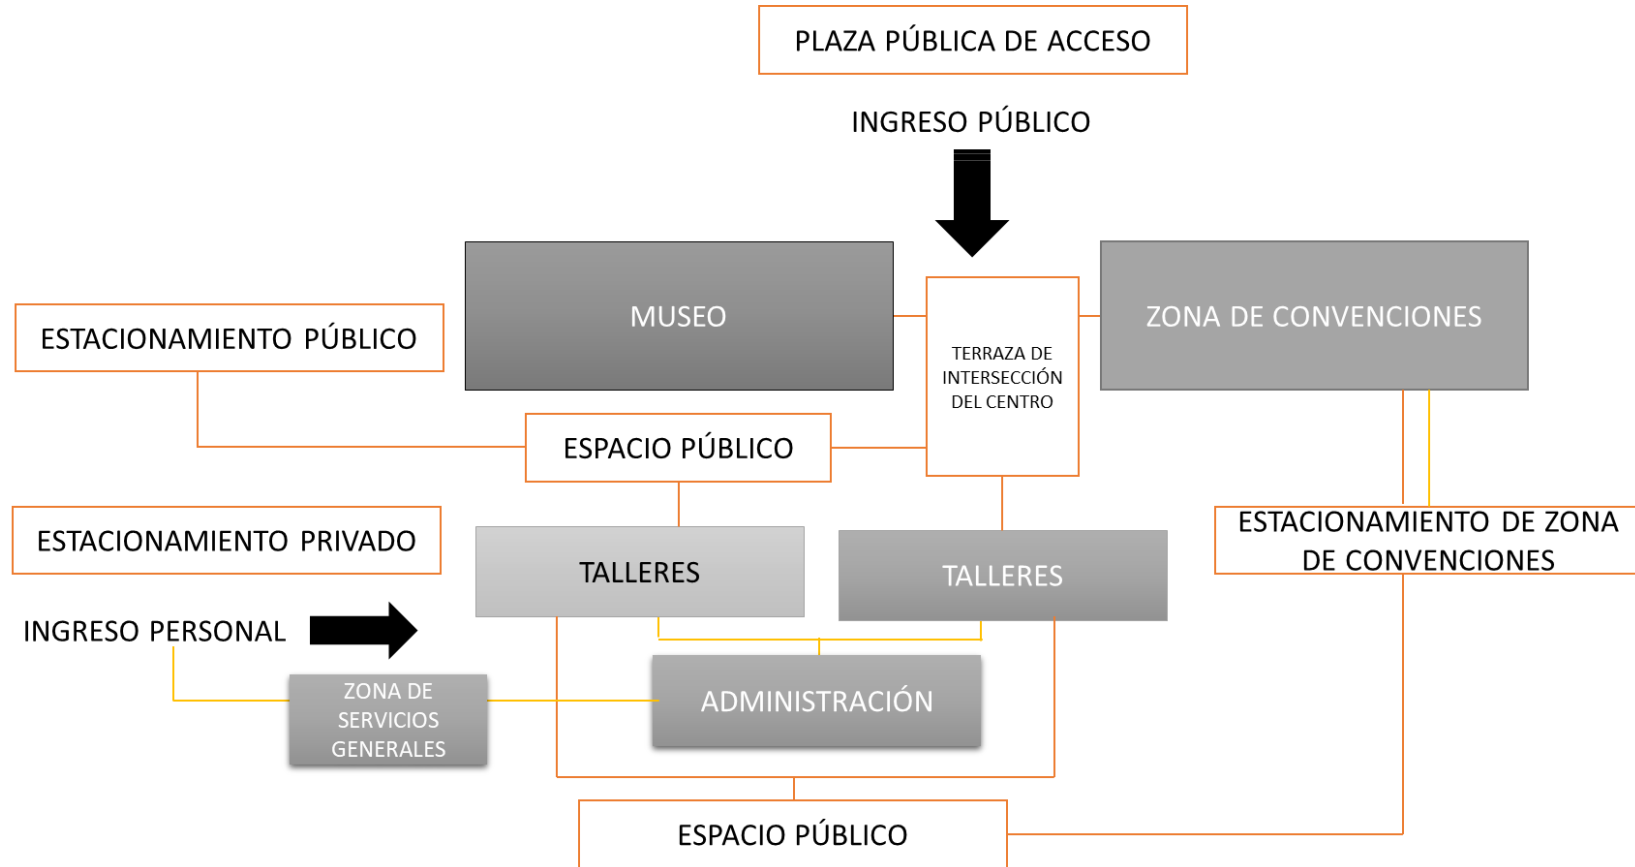 PLAZA PÚBLICA DE ACCESO
INGRESO PÚBLICO
MUSEO
ZONA DE CONVENCIONES
ESTACIONAMIENTO PÚBLICO
TERRAZA DE
INTERSECCIÓN
DEL CENTRO
ESPACIO PÚBLICO
ESTACIONAMIENTO PRIVADO
ESTACIONAMIENTO DE ZONA
DE CONVENCIONES
TALLERES
TALLERES
INGRESO PERSONAL
ZONA DE
SERVICIOS
GENERALES
ADMINISTRACIÓN
ESPACIO PÚBLICO